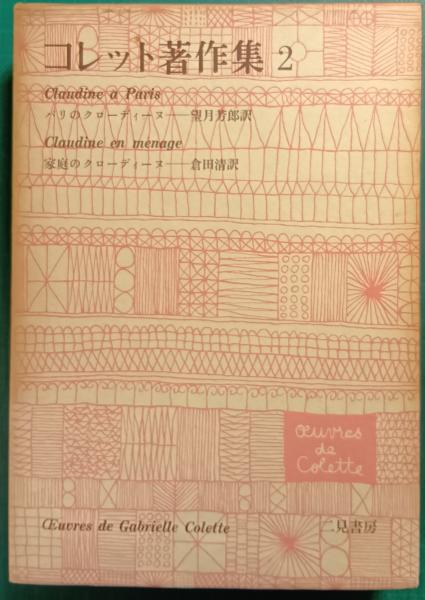 コレット著作集 2
Claudine à Paris
パリのクローディーヌ——望月芳郎訳
Claudine en ménage
家庭のクローディーヌ——倉田清訳
Œuvres
de
Colette
Œuvres de Gabrielle Colette
二見書房